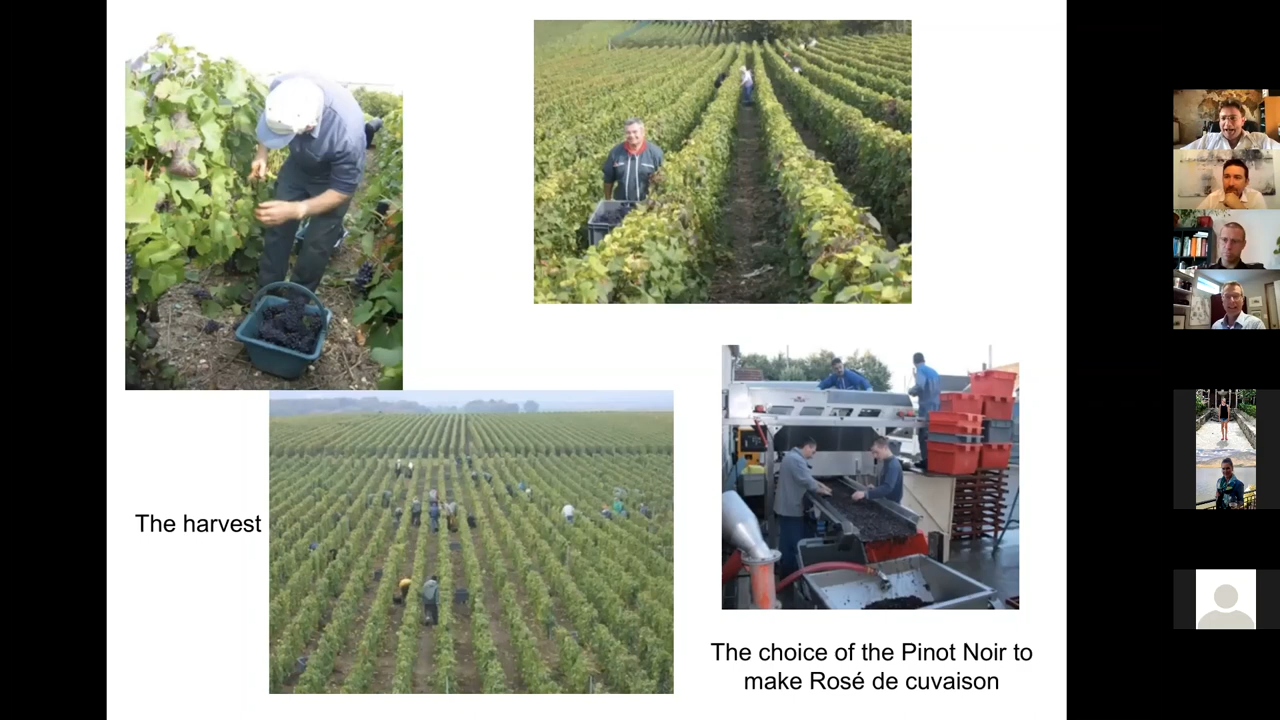 The harvest
The choice of the Pinot Noir to
make Rosé de cuvaison